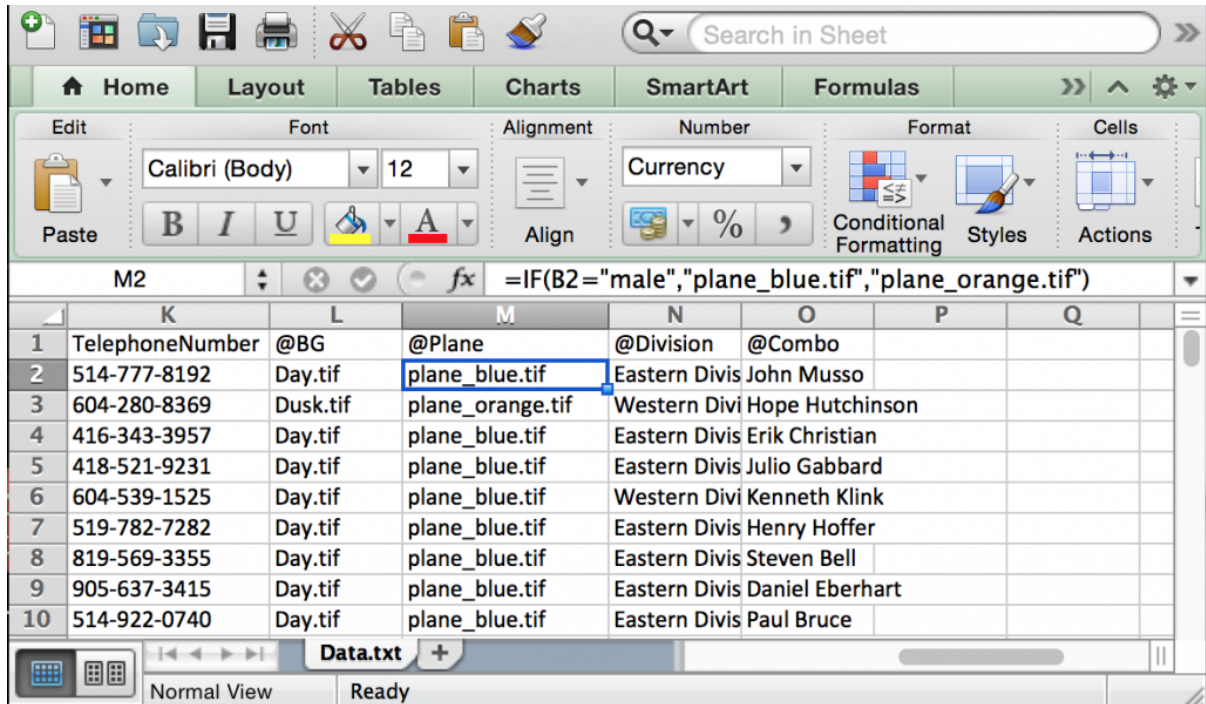 Search in Sheet
Home Layout Tables Charts SmartArt Formulas
Edit Font Alignment Number Format Cells
Calibri (Body) 12 Currency
Paste B I U A Align % Conditional Formatting Styles Actions
M2 fx =IF(B2="male","plane_blue.tif","plane_orange.tif")
K L M N O P Q
1 TelephoneNumber @BG @Plane @Division @Combo
2 514-777-8192 Day.tif plane_blue.tif Eastern Divis John Musso
3 604-280-8369 Dusk.tif plane_orange.tif Western Divi Hope Hutchinson
4 416-343-3957 Day.tif plane_blue.tif Eastern Divis Erik Christian
5 418-521-9231 Day.tif plane_blue.tif Eastern Divis Julio Gabbard
6 604-539-1525 Day.tif plane_blue.tif Western Divi Kenneth Klink
7 519-782-7282 Day.tif plane_blue.tif Eastern Divis Henry Hoffer
8 819-569-3355 Day.tif plane_blue.tif Eastern Divis Steven Bell
9 905-637-3415 Day.tif plane_blue.tif Eastern Divis Daniel Eberhart
10 514-922-0740 Day.tif plane_blue.tif Eastern Divis Paul Bruce
Data.txt
Normal View Ready